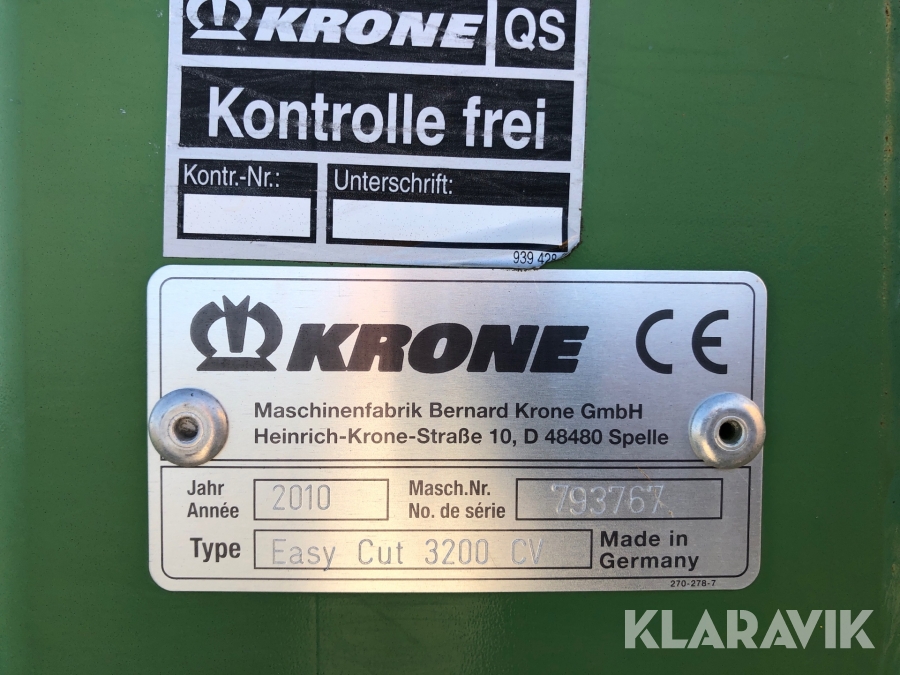 KRONE QS
Kontrolle frei
Kontr.-Nr.: Unterschrift:
939 428
KRONE CE
Maschinenfabrik Bernard Krone GmbH
Heinrich-Krone-Straße 10, D 48480 Spelle
Jahr 2010 Masch.Nr. 793767
Année No. de série
Type Easy Cut 3200 CV Made in
Germany
270-278-7
KLARAVIK